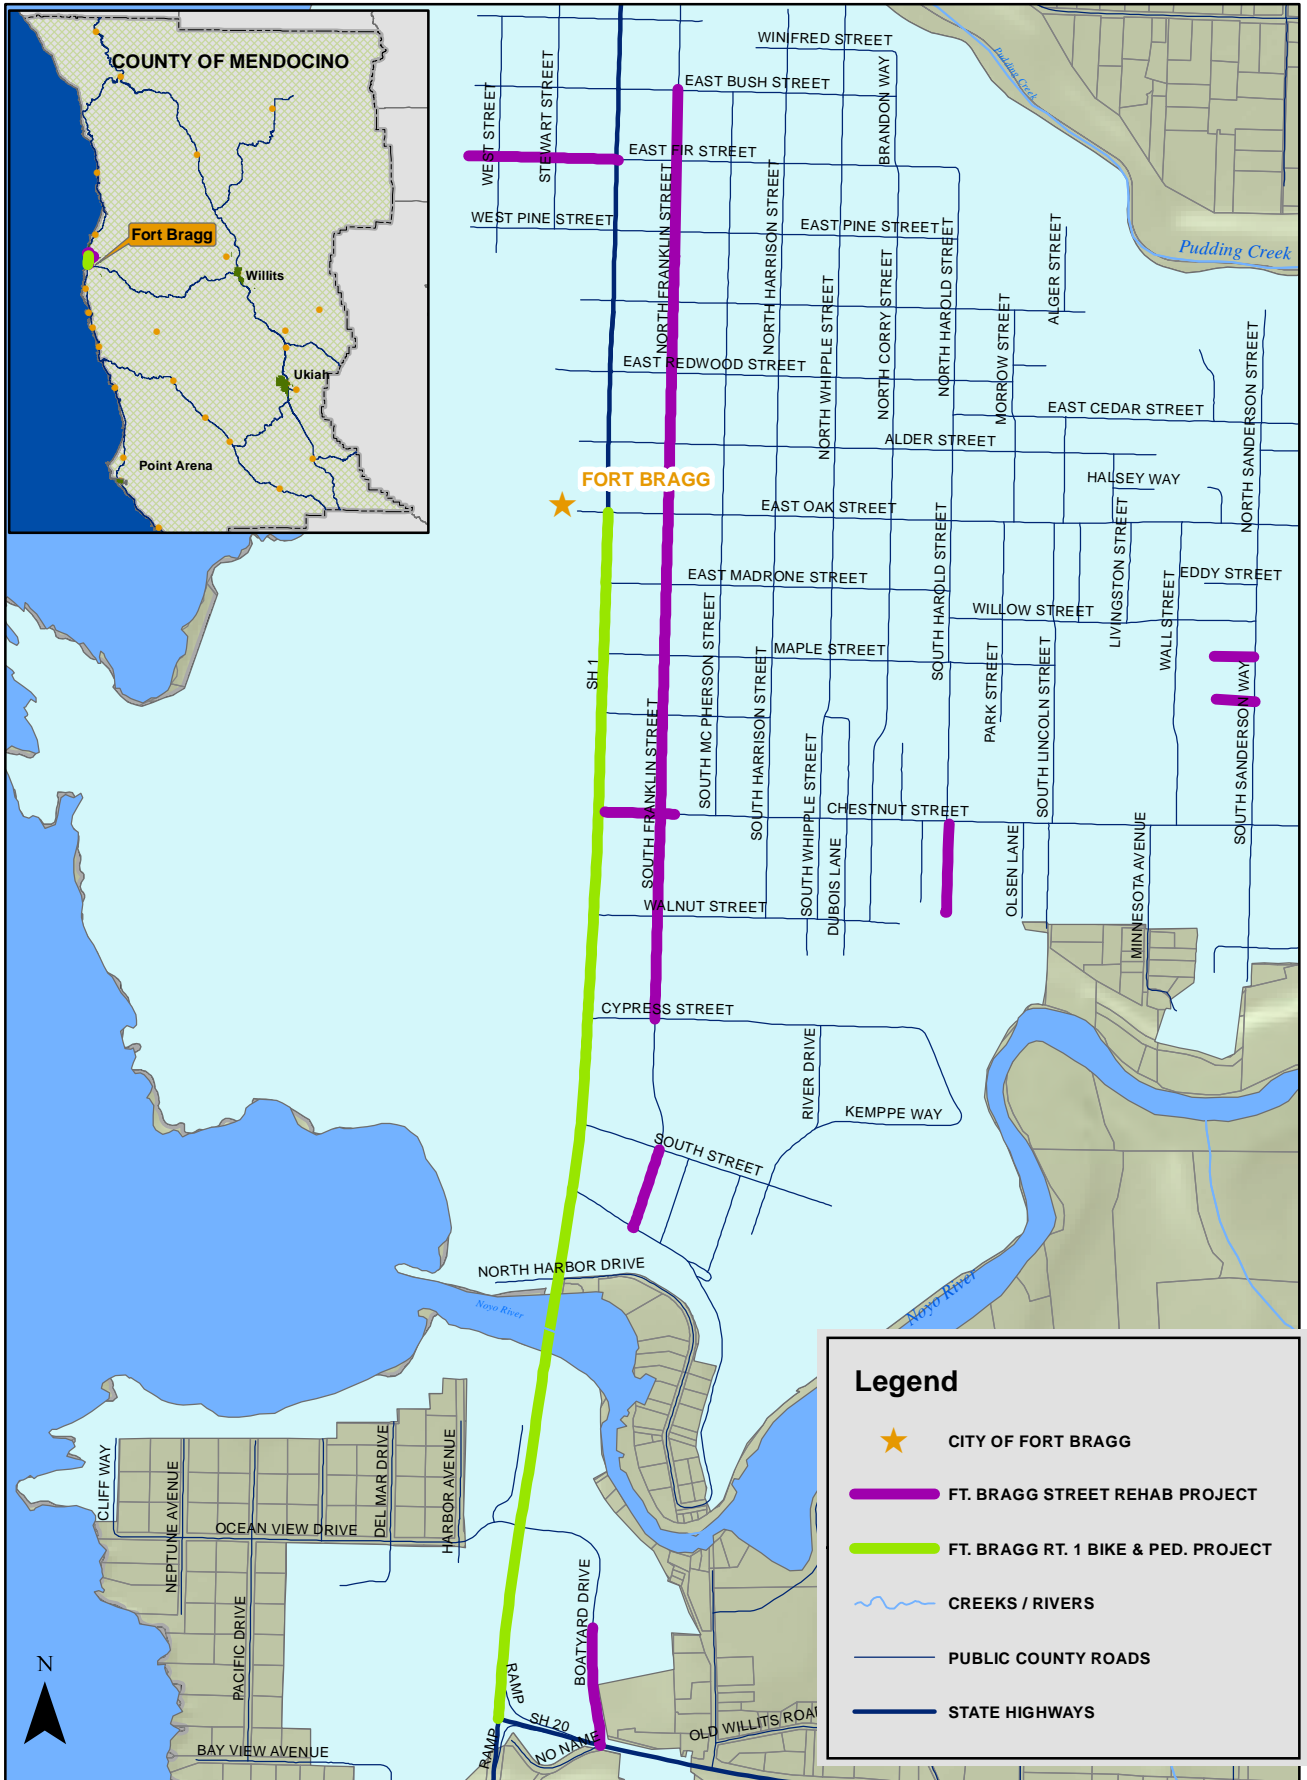 COUNTY OF MENDOCINO
Fort Bragg
Willits
Ukiah
Point Arena
WINIFRED STREET
EAST BUSH STREET
BRANDON WAY
WEST STREET
STEWART STREET
EAST FIR STREET
Pudding Creek
Pudding Creek
WEST PINE STREET
EAST PINE STREET
NORTH FRANKLIN STREET
NORTH HARRISON STREET
NORTH WHIPPLE STREET
NORTH CORRY STREET
NORTH HAROLD STREET
MORROW STREET
ALGER STREET
NORTH SANDERSON STREET
EAST REDWOOD STREET
EAST CEDAR STREET
ALDER STREET
HALSEY WAY
FORT BRAGG
EAST OAK STREET
EAST MADRONE STREET
SOUTH HAROLD STREET
LIVINGSTON STREET
WALL STREET
EDDY STREET
WILLOW STREET
MAPLE STREET
SH 1
SOUTH FRANKLIN STREET
SOUTH MC PHERSON STREET
SOUTH HARRISON STREET
SOUTH WHIPPLE STREET
DUBOIS LANE
PARK STREET
SOUTH LINCOLN STREET
SOUTH SANDERSON WAY
CHESTNUT STREET
OLSEN LANE
MINNESOTA AVENUE
WALNUT STREET
CYPRESS STREET
RIVER DRIVE
KEMPPE WAY
SOUTH STREET
NORTH HARBOR DRIVE
Noyo River
Noyo River
CLIFF WAY
NEPTUNE AVENUE
PACIFIC DRIVE
DEL MAR DRIVE
HARBOR AVENUE
OCEAN VIEW DRIVE
BOATYARD DRIVE
RAMP
RAMP
SH 20
NO NAME
OLD WILLITS ROA
BAY VIEW AVENUE
N
Legend
CITY OF FORT BRAGG
FT. BRAGG STREET REHAB PROJECT
FT. BRAGG RT. 1 BIKE & PED. PROJECT
CREEKS / RIVERS
PUBLIC COUNTY ROADS
STATE HIGHWAYS